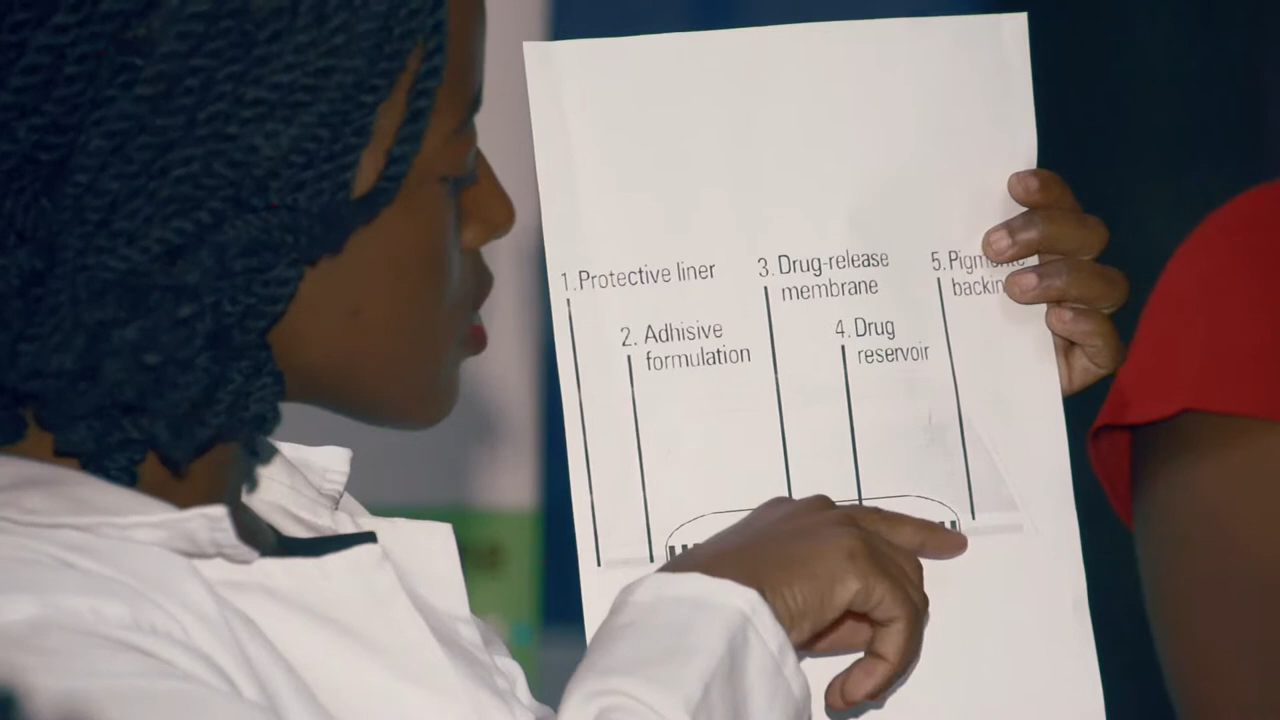 1. Protective liner
2. Adhisive
formulation
3. Drug-release
membrane
4. Drug
reservoir
5.